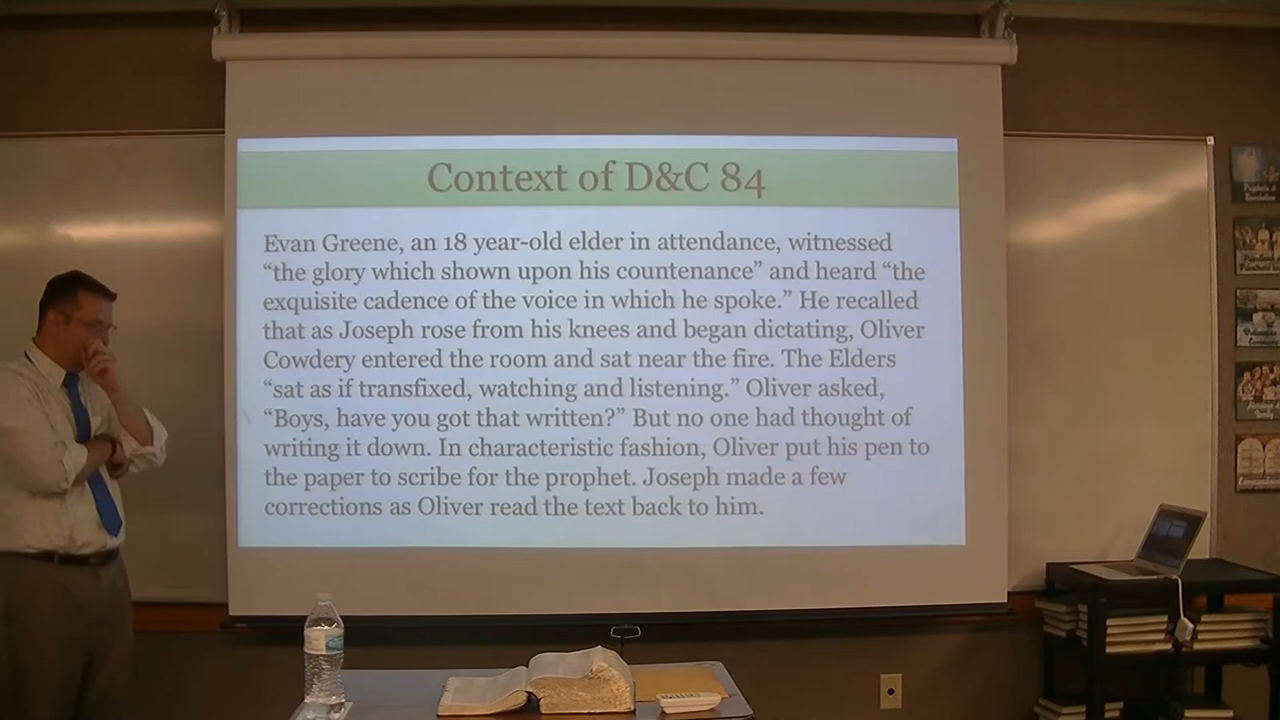 Context of D&C 84
Evan Greene, an 18 year-old elder in attendance, witnessed
“the glory which shown upon his countenance” and heard “the
exquisite cadence of the voice in which he spoke.” He recalled
that as Joseph rose from his knees and began dictating, Oliver
Cowdery entered the room and sat near the fire. The Elders
“sat as if transfixed, watching and listening.” Oliver asked,
“Boys, have you got that written?” But no one had thought of
writing it down. In characteristic fashion, Oliver put his pen to
the paper to scribe for the prophet. Joseph made a few
corrections as Oliver read the text back to him.